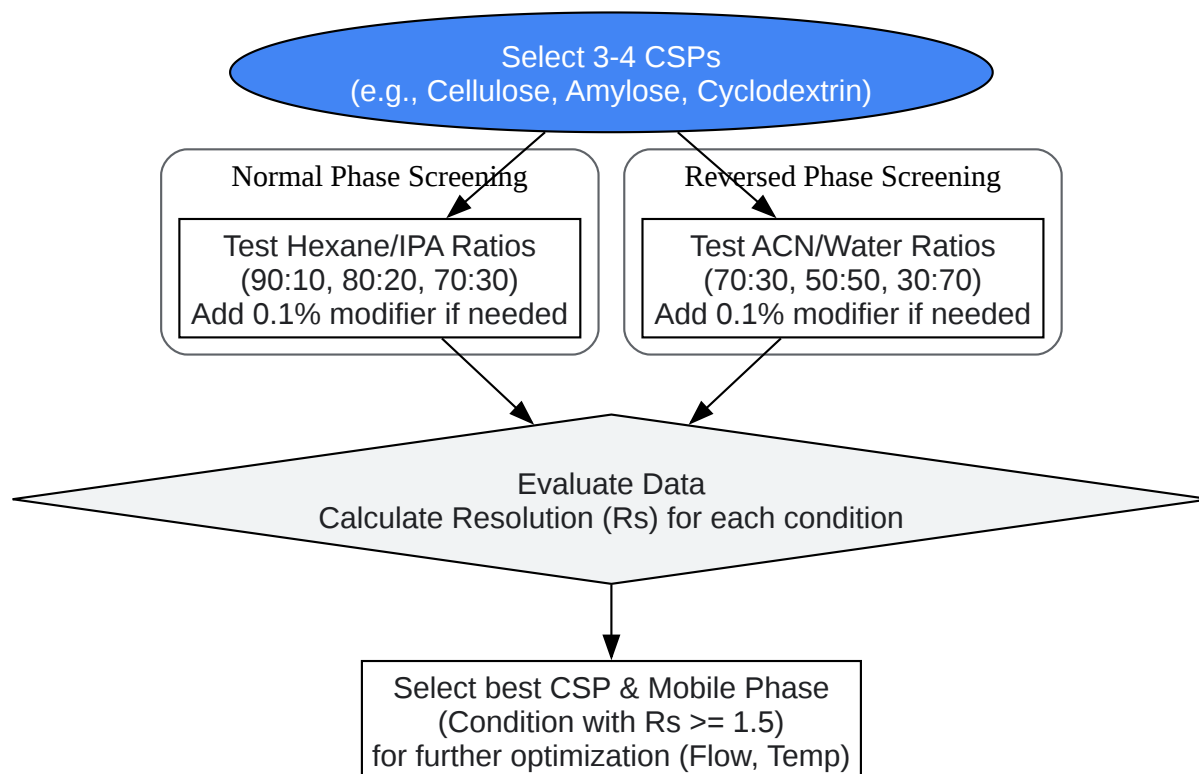 Select 3-4 CSPs
(e.g., Cellulose, Amylose, Cyclodextrin)
Normal Phase Screening
Test Hexane/IPA Ratios
(90:10, 80:20, 70:30)
Add 0.1% modifier if needed
Reversed Phase Screening
Test ACN/Water Ratios
(70:30, 50:50, 30:70)
Add 0.1% modifier if needed
Evaluate Data
Calculate Resolution (Rs) for each condition
Select best CSP & Mobile Phase
(Condition with Rs >= 1.5)
for further optimization (Flow, Temp)